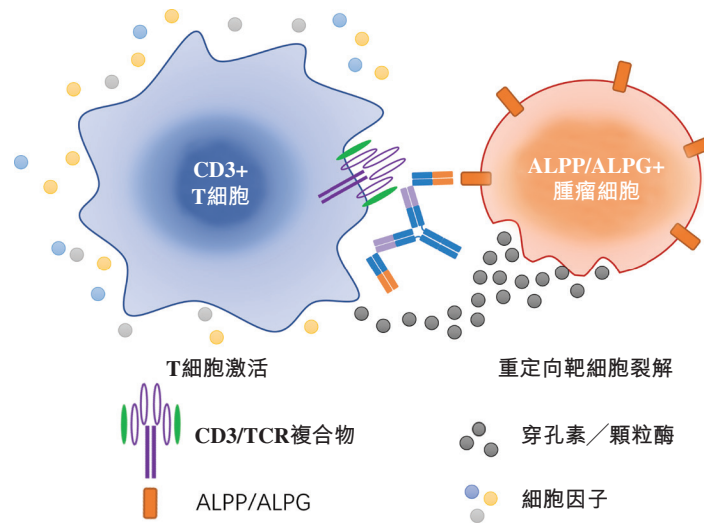 CD3+
T細胞
ALPP/ALPG+
腫瘤細胞
T細胞激活
重定向靶細胞裂解
CD3/TCR複合物
穿孔素／顆粒酶
ALPP/ALPG
細胞因子